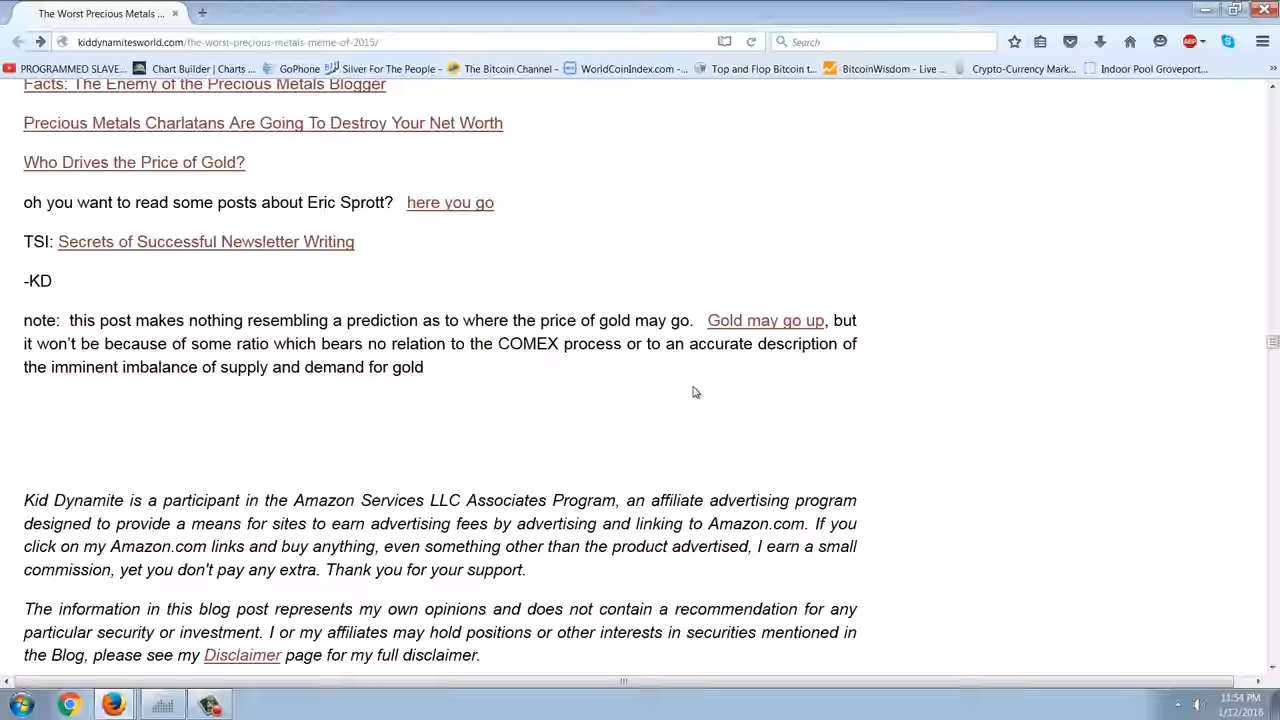 The Worst Precious Metals ...
kiddynamitesworld.com/the-worst-precious-metals-meme-of-2015/
Search
ABP
PROGRAMMED SLAVE... Chart Builder | Charts ... GoPhone Silver For The People - ... The Bitcoin Channel - ... WorldCoinIndex.com -... Top and Flop Bitcoin t... BitcoinWisdom - Live ... Crypto-Currency Mark... Indoor Pool Groveport...
Facts: The Enemy of the Precious Metals Blogger
Precious Metals Charlatans Are Going To Destroy Your Net Worth
Who Drives the Price of Gold?
oh you want to read some posts about Eric Sprott? here you go
TSI: Secrets of Successful Newsletter Writing
-KD
note: this post makes nothing resembling a prediction as to where the price of gold may go. Gold may go up, but
it won't be because of some ratio which bears no relation to the COMEX process or to an accurate description of
the imminent imbalance of supply and demand for gold
Kid Dynamite is a participant in the Amazon Services LLC Associates Program, an affiliate advertising program
designed to provide a means for sites to earn advertising fees by advertising and linking to Amazon.com. If you
click on my Amazon.com links and buy anything, even something other than the product advertised, I earn a small
commission, yet you don't pay any extra. Thank you for your support.
The information in this blog post represents my own opinions and does not contain a recommendation for any
particular security or investment. I or my affiliates may hold positions or other interests in securities mentioned in
the Blog, please see my Disclaimer page for my full disclaimer.
11:54 PM
1/12/2016